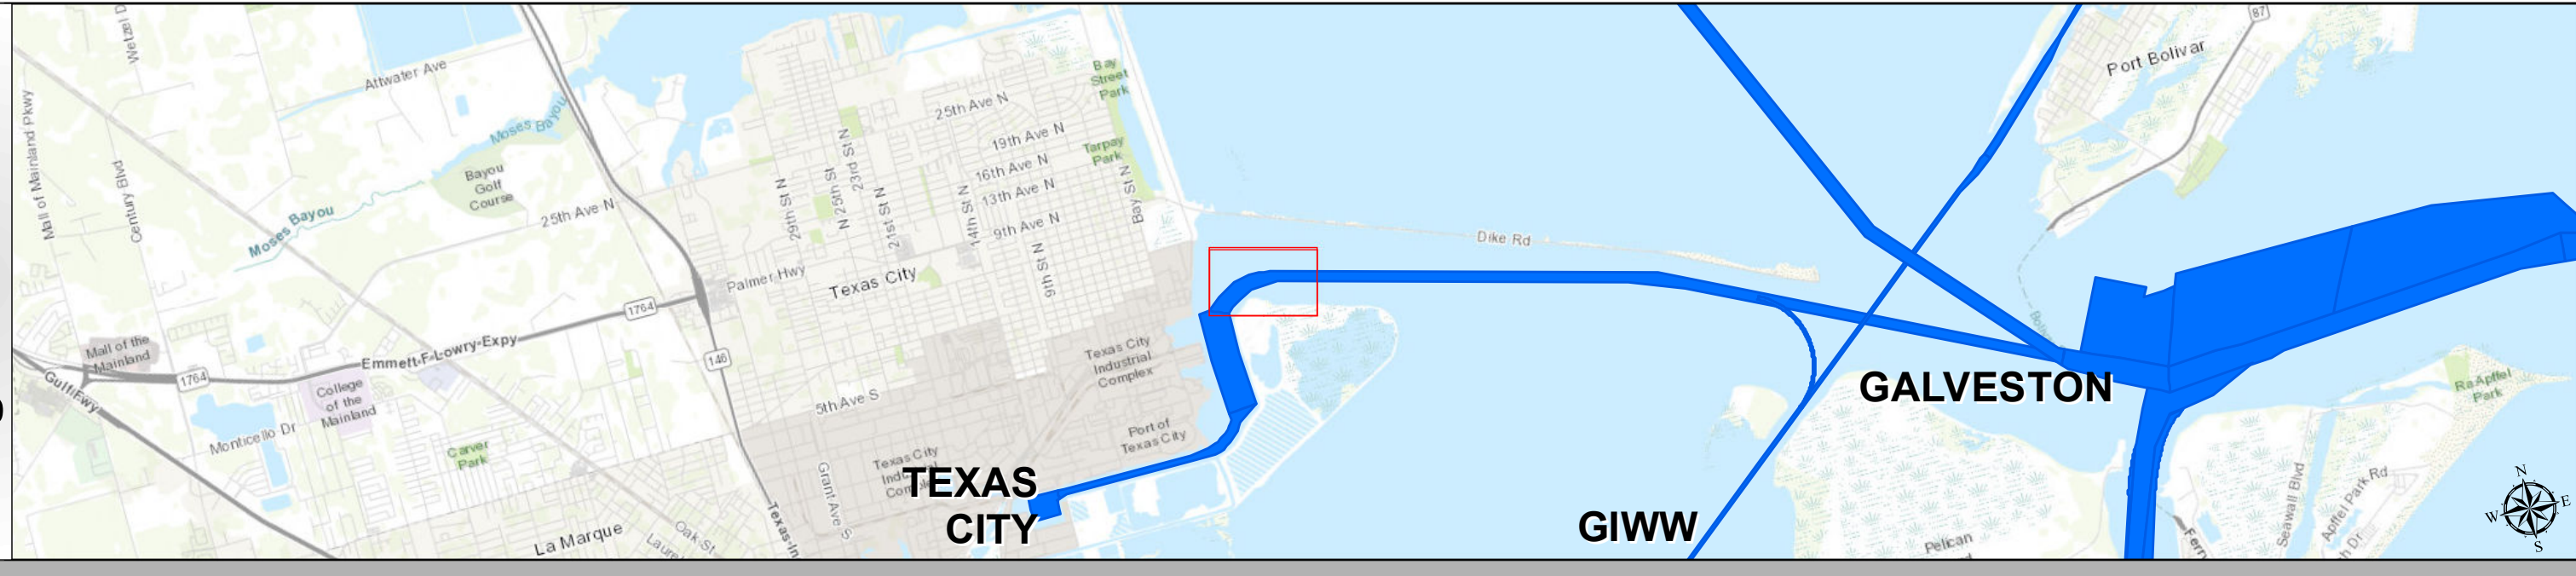 Mall of Mainland Pkwy
Century Blvd
Attwater Ave
Moses Bayou
Moses Bayou
Bayou
Golf
Course
25th Ave N
Mall of the
Mainland
Gulf Fwy
1764
1764
Emmett-F-Lowry-Expy
College
of the
Mainland
Monticello Dr
Carver
Park
146
Palmer Hwy
Texas City
29th St N
N 25th St
23rd St N
21st St N
14th St N
9th St N
Bay St N
25th Ave N
19th Ave N
16th Ave N
13th Ave N
9th Ave N
Bay
Street
Park
Tarpay
Park
5th Ave S
Grant Ave S
La Marque
Oak St
Texas City
Industrial
Complex
Port of
Texas City
Texas City
TEXAS
CITY
Dike Rd
GIWW
GALVESTON
Port Bolivar
87
Pelican
Seawall Blvd
Apffel Park Rd
Ra Apffel
Park
N
W
E
S